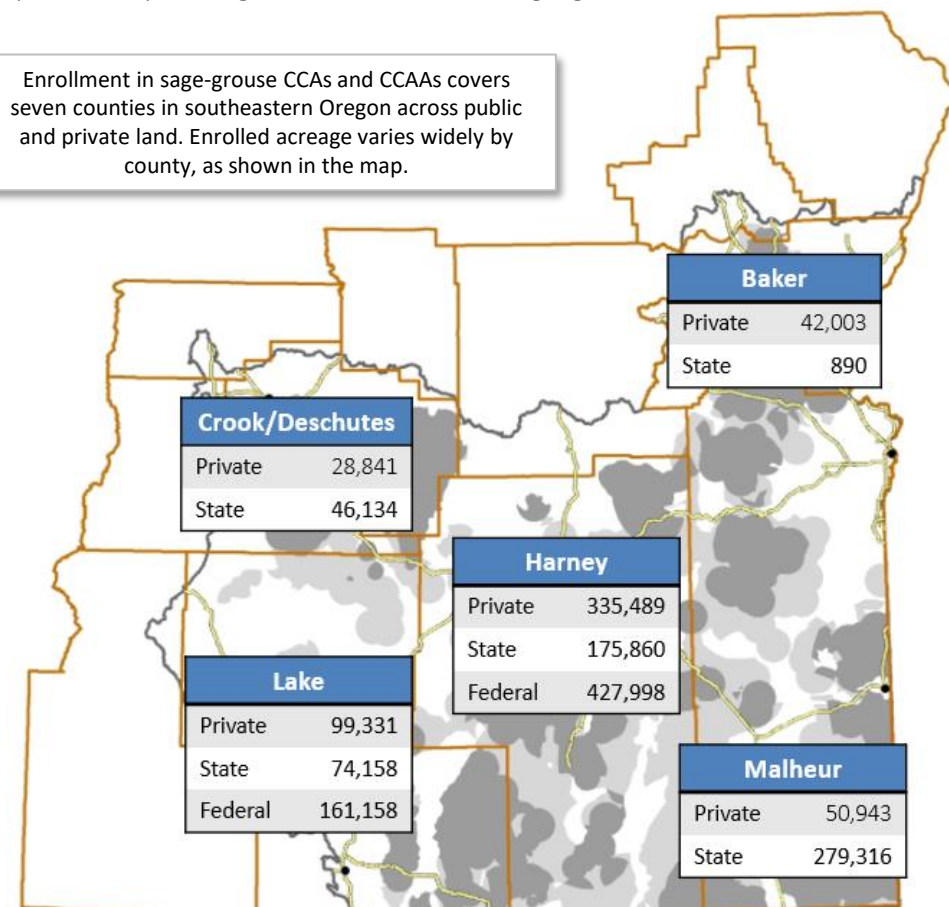 Enrollment in sage-grouse CCAs and CCAAs covers
seven counties in southeastern Oregon across public
and private land. Enrolled acreage varies widely by
county, as shown in the map.
Baker
Private 42,003
State 890
Crook/Deschutes
Private 28,841
State 46,134
Harney
Private 335,489
State 175,860
Federal 427,998
Lake
Private 99,331
State 74,158
Federal 161,158
Malheur
Private 50,943
State 279,316